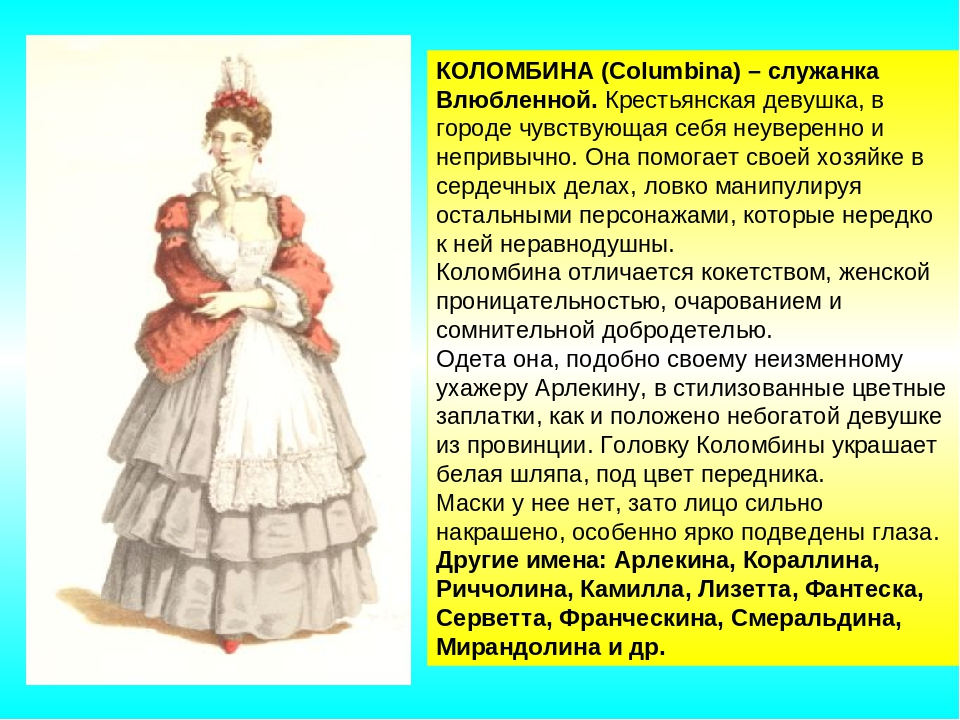 КОЛОМБИНА (Columbina) – служанка
Влюбленной. Крестьянская девушка, в
городе чувствующая себя неуверенно и
непривычно. Она помогает своей хозяйке в
сердечных делах, ловко манипулируя
остальными персонажами, которые нередко
к ней неравнодушны.
Коломбина отличается кокетством, женской
проницательностью, очарованием и
сомнительной добродетелью.
Одета она, подобно своему неизменному
ухажеру Арлекину, в стилизованные цветные
заплатки, как и положено небогатой девушке
из провинции. Головку Коломбины украшает
белая шляпа, под цвет передника.
Маски у нее нет, зато лицо сильно
накрашено, особенно ярко подведены глаза.
Другие имена: Арлекина, Кораллина,
Риччолина, Камилла, Лизетта, Фантеска,
Серветта, Франческина, Смеральдина,
Мирандолина и др.